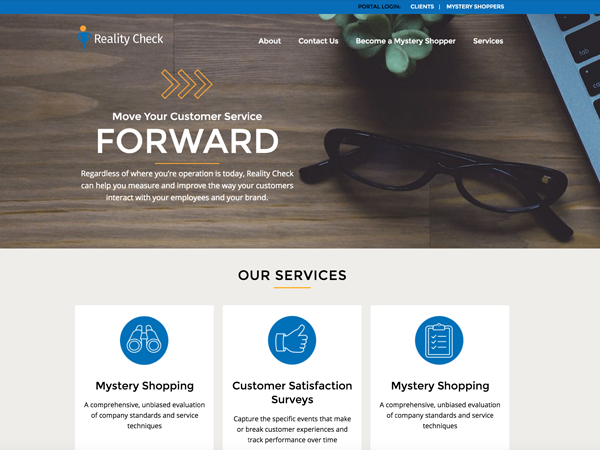 PORTAL LOGIN: CLIENTS | MYSTERY SHOPPERS
Reality Check
About Contact Us Become a Mystery Shopper Services
Move Your Customer Service
FORWARD
Regardless of where you're operation is today, Reality Check
can help you measure and improve the way your customers
interact with your employees and your brand.
OUR SERVICES
Mystery Shopping
A comprehensive, unbiased evaluation
of company standards and service
techniques
Customer Satisfaction
Surveys
Capture the specific events that make
or break customer experiences and
track performance over time
Mystery Shopping
A comprehensive, unbiased evaluation
of company standards and service
techniques